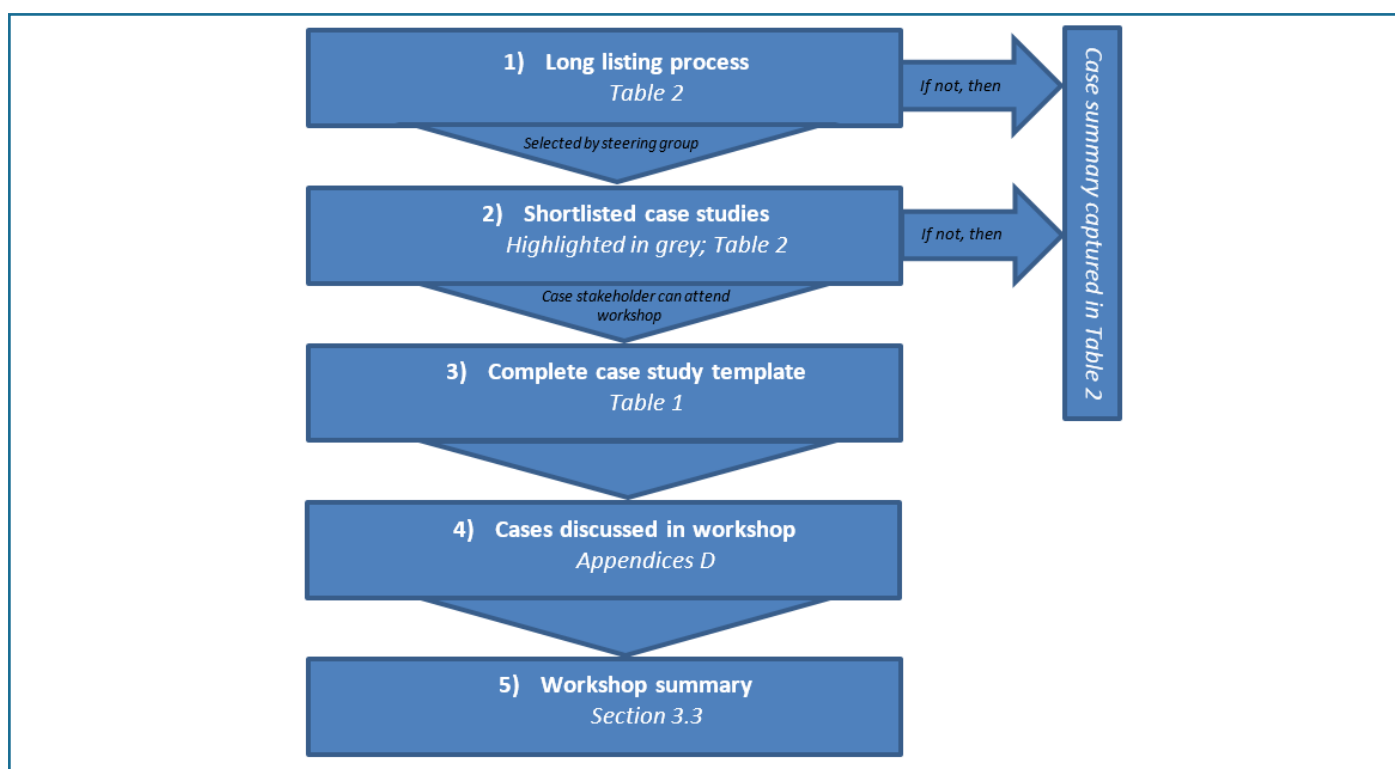 1) Long listing process
Table 2
If not, then
Selected by steering group
2) Shortlisted case studies
Highlighted in grey; Table 2
If not, then
Case stakeholder can attend
workshop
3) Complete case study template
Table 1
4) Cases discussed in workshop
Appendices D
5) Workshop summary
Section 3.3
Case summary captured in Table 2